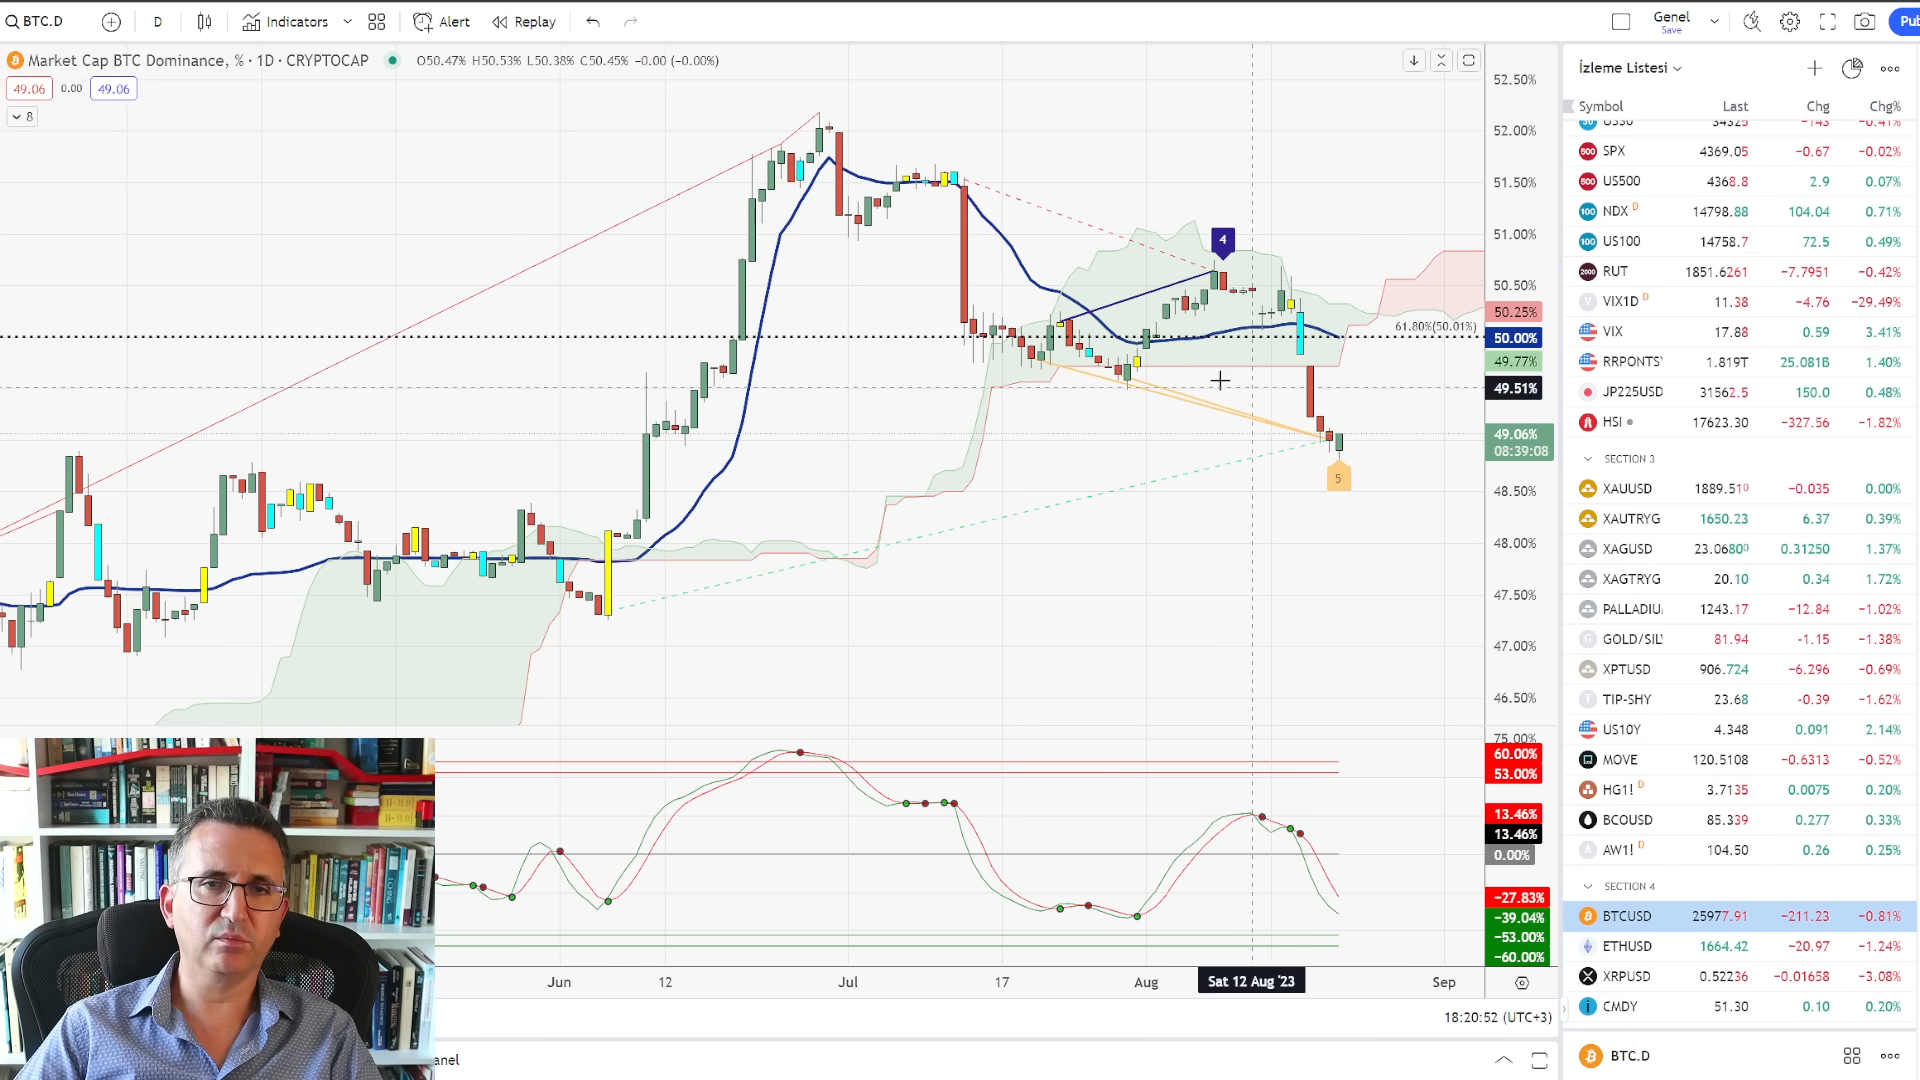 BTC.D D Indicators Alert Replay Genel Save Pub
Market Cap BTC Dominance, % · 1D · CRYPTOCAP O50.47% H50.53% L50.38% C50.45% −0.00 (−0.00%)
49.06 0.00 49.06
8
52.50%
52.00%
51.50%
51.00%
50.50%
50.25%
50.00%
49.77%
49.51%
49.06%
08:39:08
48.50%
48.00%
47.50%
47.00%
46.50%
4
61.80%(50.01%)
5
75.00%
60.00%
53.00%
13.46%
13.46%
0.00%
−27.83%
−39.04%
−53.00%
−60.00%
Jun 12 Jul 17 Aug Sat 12 Aug '23 Sep
18:20:52 (UTC+3)
anel
İzleme Listesi
Symbol Last Chg Chg%
US30 34325 −143 −0.41%
SPX 4369.05 −0.67 −0.02%
US500 4368.8 2.9 0.07%
NDX D 14798.88 104.04 0.71%
US100 14758.7 72.5 0.49%
RUT 1851.6261 −7.7951 −0.42%
VIX1D D 11.38 −4.76 −29.49%
VIX 17.88 0.59 3.41%
RRPONTS 1.819T 25.081B 1.40%
JP225USD 31562.5 150.0 0.48%
HSI 17623.30 −327.56 −1.82%
SECTION 3
XAUUSD 1889.510 −0.035 0.00%
XAUTRYG 1650.23 6.37 0.39%
XAGUSD 23.06800 0.31250 1.37%
XAGTRYG 20.10 0.34 1.72%
PALLADIU 1243.17 −12.84 −1.02%
GOLD/SIL 81.94 −1.15 −1.38%
XPTUSD 906.724 −6.296 −0.69%
TIP-SHY 23.68 −0.39 −1.62%
US10Y 4.348 0.091 2.14%
MOVE 120.5108 −0.6313 −0.52%
HG1! D 3.7135 0.0075 0.20%
BCOUSD 85.339 0.277 0.33%
AW1! D 104.50 0.26 0.25%
SECTION 4
BTCUSD 25977.91 −211.23 −0.81%
ETHUSD 1664.42 −20.97 −1.24%
XRPUSD 0.52236 −0.01658 −3.08%
CMDY 51.30 0.10 0.20%
BTC.D